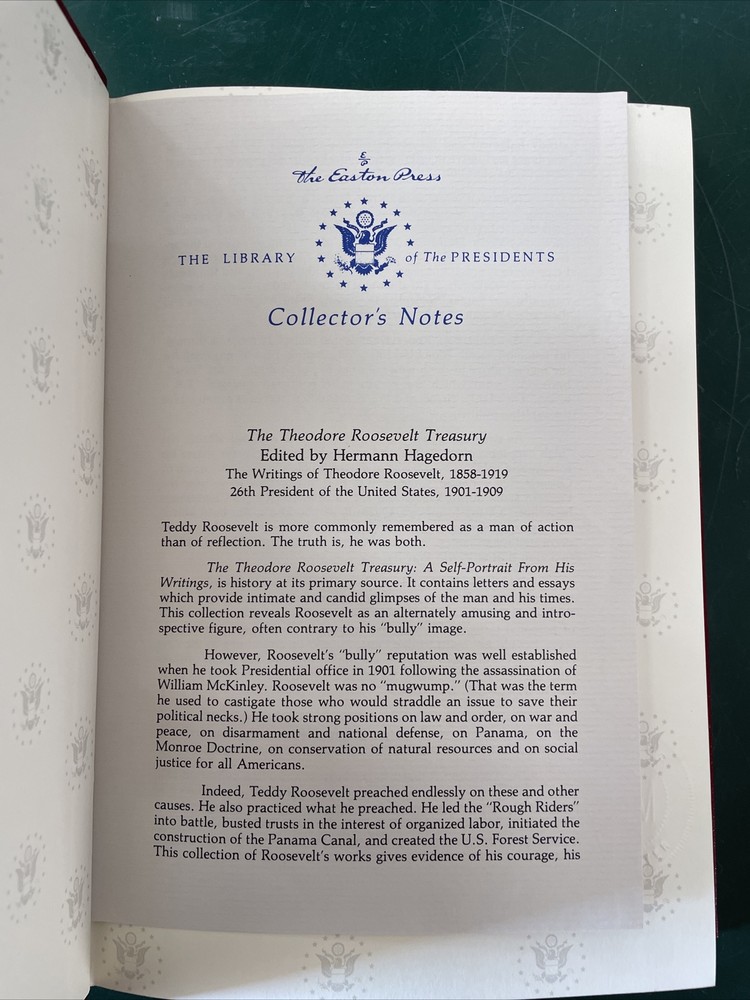 E/P
The Easton Press
THE LIBRARY of The PRESIDENTS
Collector's Notes
The Theodore Roosevelt Treasury
Edited by Hermann Hagedorn
The Writings of Theodore Roosevelt, 1858-1919
26th President of the United States, 1901-1909
Teddy Roosevelt is more commonly remembered as a man of action
than of reflection. The truth is, he was both.
The Theodore Roosevelt Treasury: A Self-Portrait From His
Writings, is history at its primary source. It contains letters and essays
which provide intimate and candid glimpses of the man and his times.
This collection reveals Roosevelt as an alternately amusing and intro-
spective figure, often contrary to his "bully" image.
However, Roosevelt's "bully" reputation was well established
when he took Presidential office in 1901 following the assassination of
William McKinley. Roosevelt was no "mugwump." (That was the term
he used to castigate those who would straddle an issue to save their
political necks.) He took strong positions on law and order, on war and
peace, on disarmament and national defense, on Panama, on the
Monroe Doctrine, on conservation of natural resources and on social
justice for all Americans.
Indeed, Teddy Roosevelt preached endlessly on these and other
causes. He also practiced what he preached. He led the "Rough Riders"
into battle, busted trusts in the interest of organized labor, initiated the
construction of the Panama Canal, and created the U.S. Forest Service.
This collection of Roosevelt's works gives evidence of his courage, his